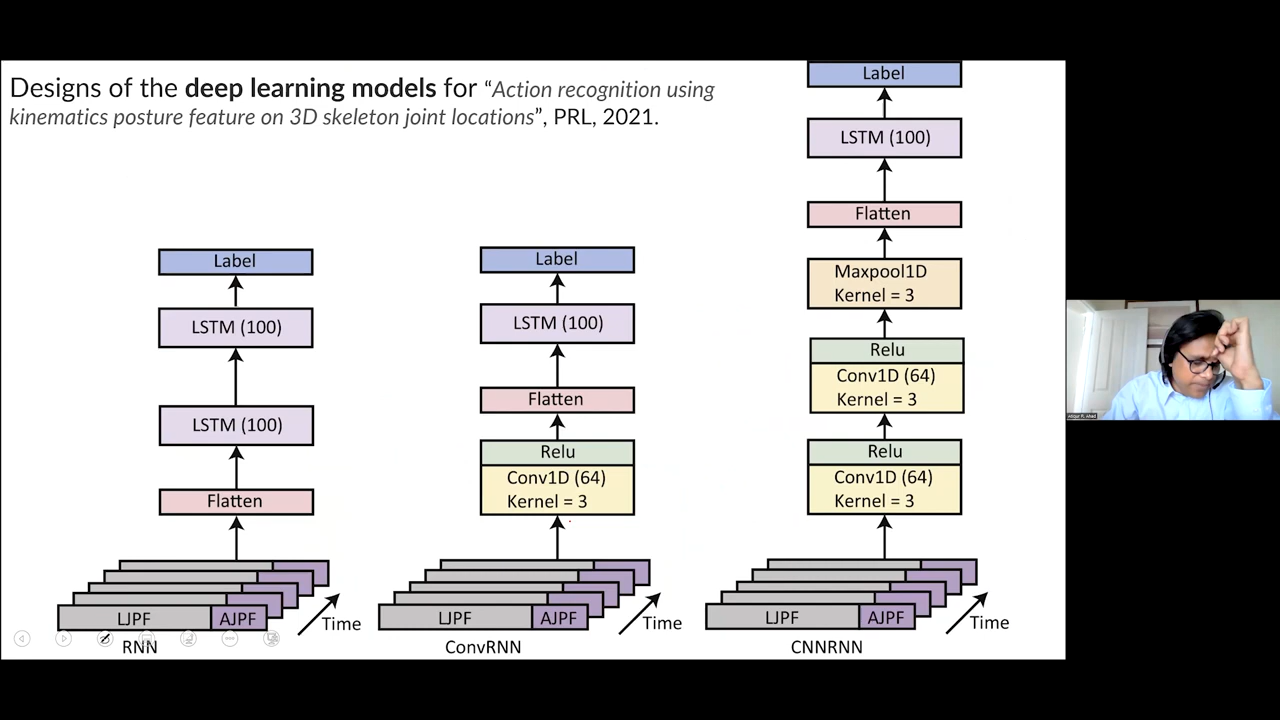 Designs of the deep learning models for “Action recognition using
kinematics posture feature on 3D skeleton joint locations”, PRL, 2021.
Label
LSTM (100)
LSTM (100)
Flatten
LJPF
AJPF
Time
RNN
Label
LSTM (100)
Flatten
Relu
Conv1D (64)
Kernel = 3
LJPF
AJPF
Time
ConvRNN
Label
LSTM (100)
Flatten
Maxpool1D
Kernel = 3
Relu
Conv1D (64)
Kernel = 3
Relu
Conv1D (64)
Kernel = 3
LJPF
AJPF
Time
CNNRNN